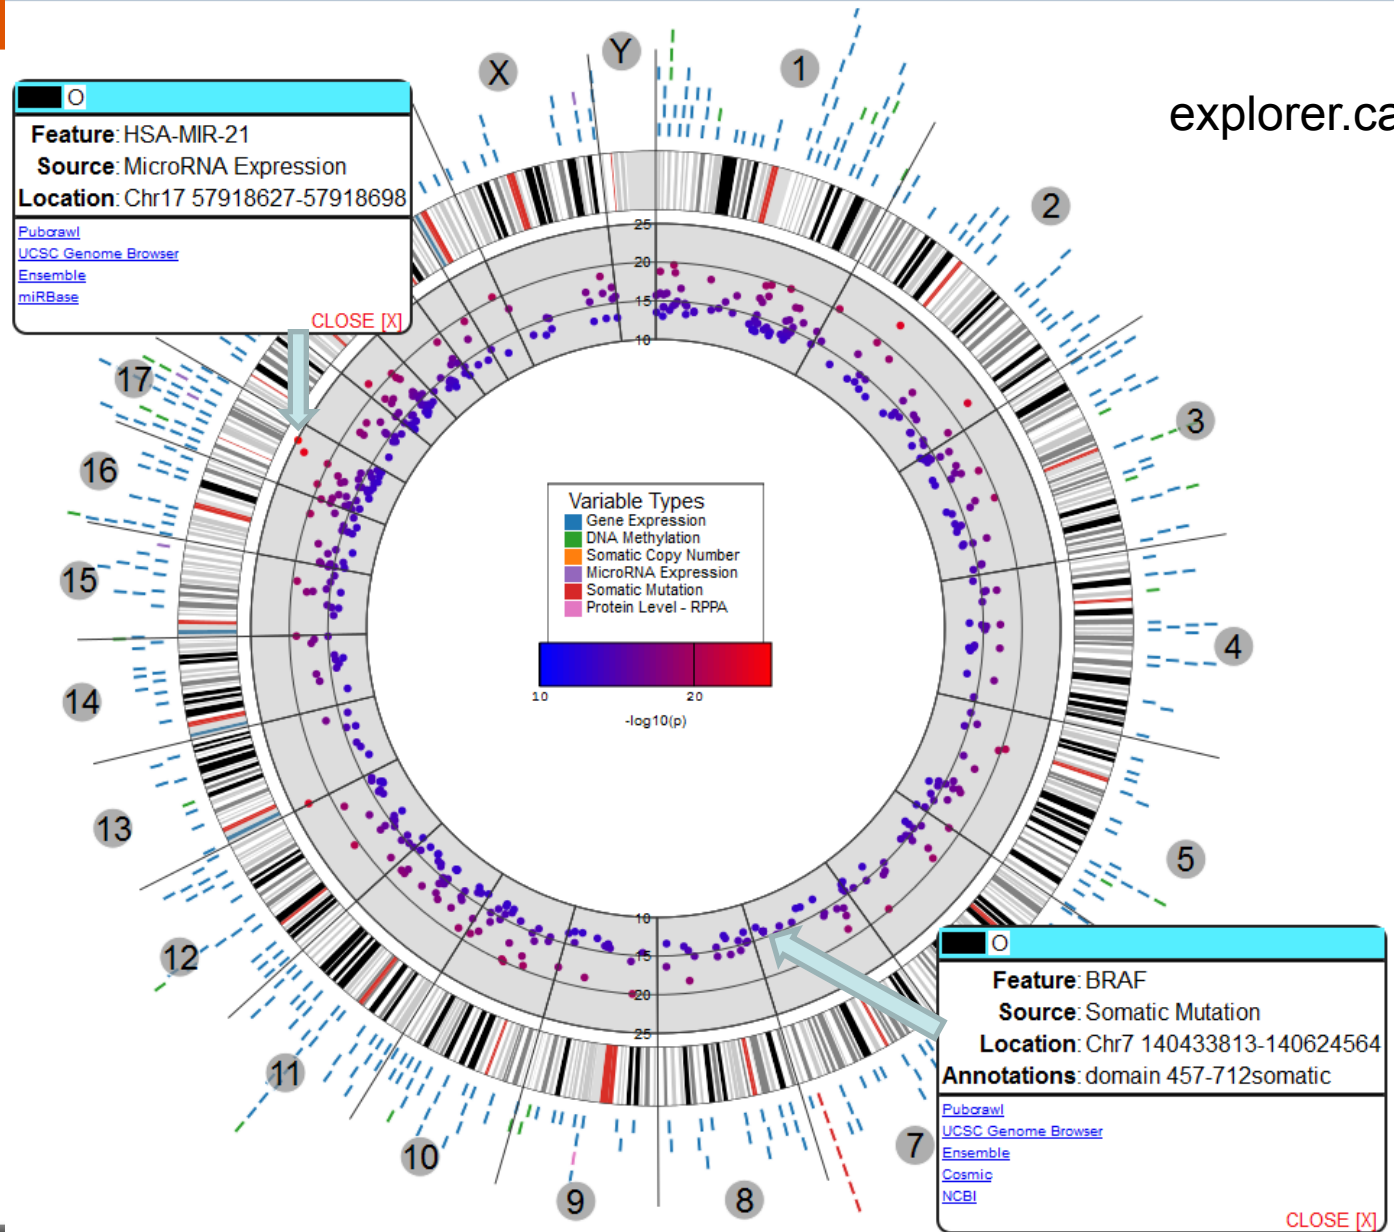 explorer.ca
O
Feature: HSA-MIR-21
Source: MicroRNA Expression
Location: Chr17 57918627-57918698
Pubcrawl
UCSC Genome Browser
Ensemble
miRBase
CLOSE [X]
X
Y
1
2
3
4
5
7
8
9
10
11
12
13
14
15
16
17
25
20
15
10
10
15
20
25
Variable Types
Gene Expression
DNA Methylation
Somatic Copy Number
MicroRNA Expression
Somatic Mutation
Protein Level - RPPA
10 20
-log10(p)
O
Feature: BRAF
Source: Somatic Mutation
Location: Chr7 140433813-140624564
Annotations: domain 457-712somatic
Pubcrawl
UCSC Genome Browser
Ensemble
Cosmic
NCBI
CLOSE [X]